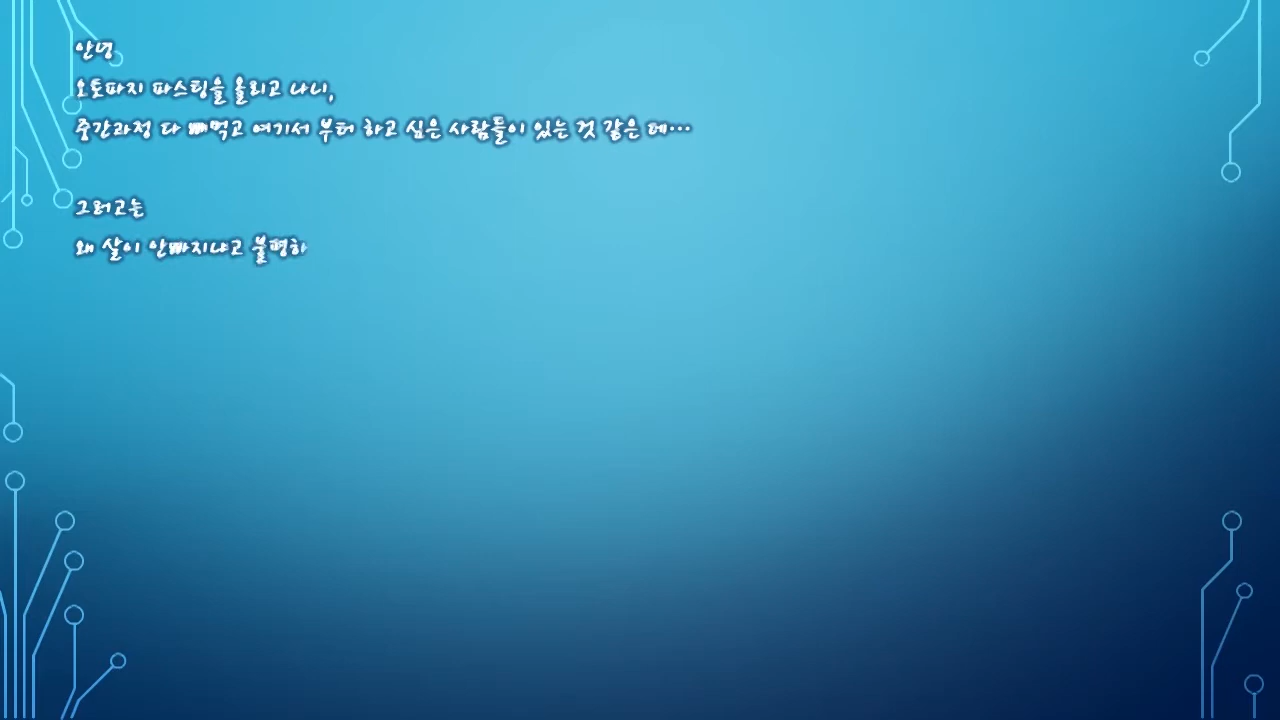 안녕
오토파지 파스팅을 올리고 나니,
중간과정 다 빼먹고 여기서 부터 하고 싶은 사람들이 있는 것 같은 데…
그러고는
왜 살이 안빠지냐고 불평하